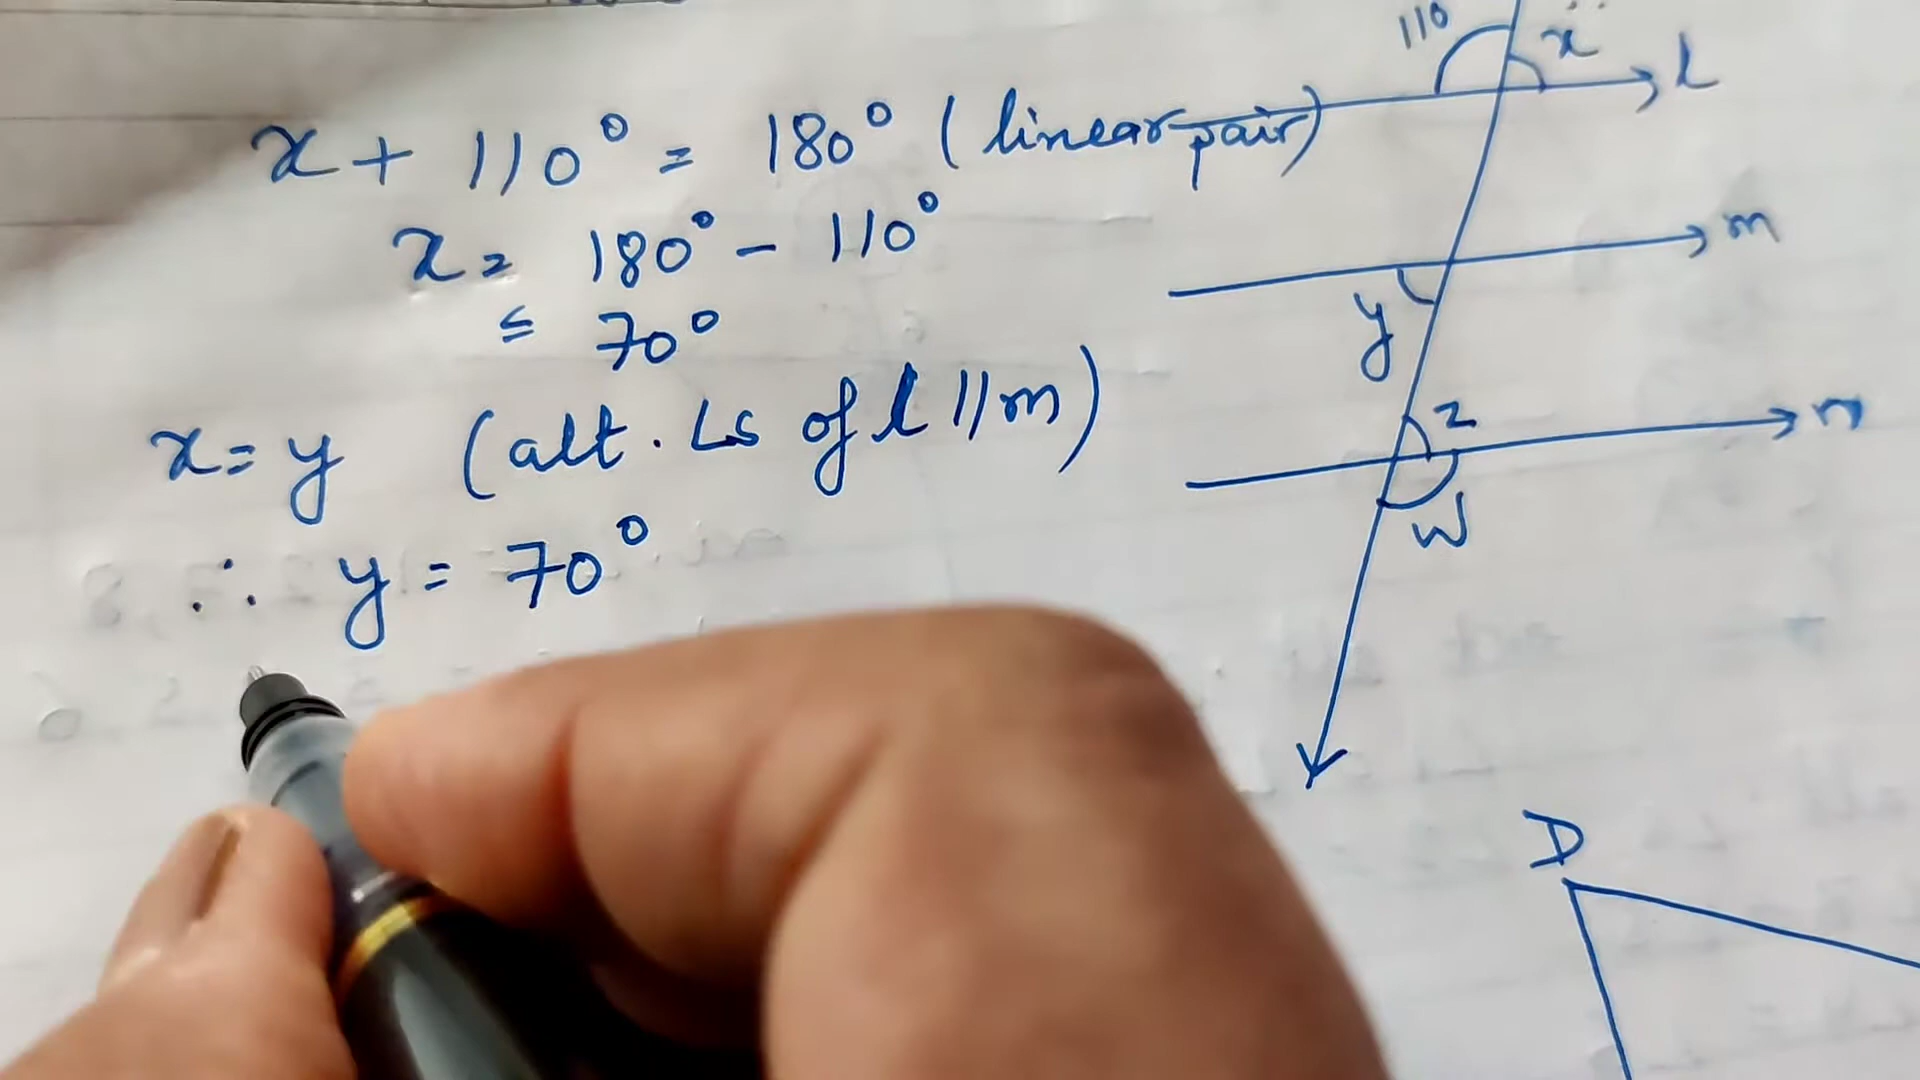 x + 110° = 180° (linear pair)
x = 180° - 110°
= 70°
x = y (alt. ∠s of l || m)
∴ y = 70°
110 x l
m
y
z n
w
D